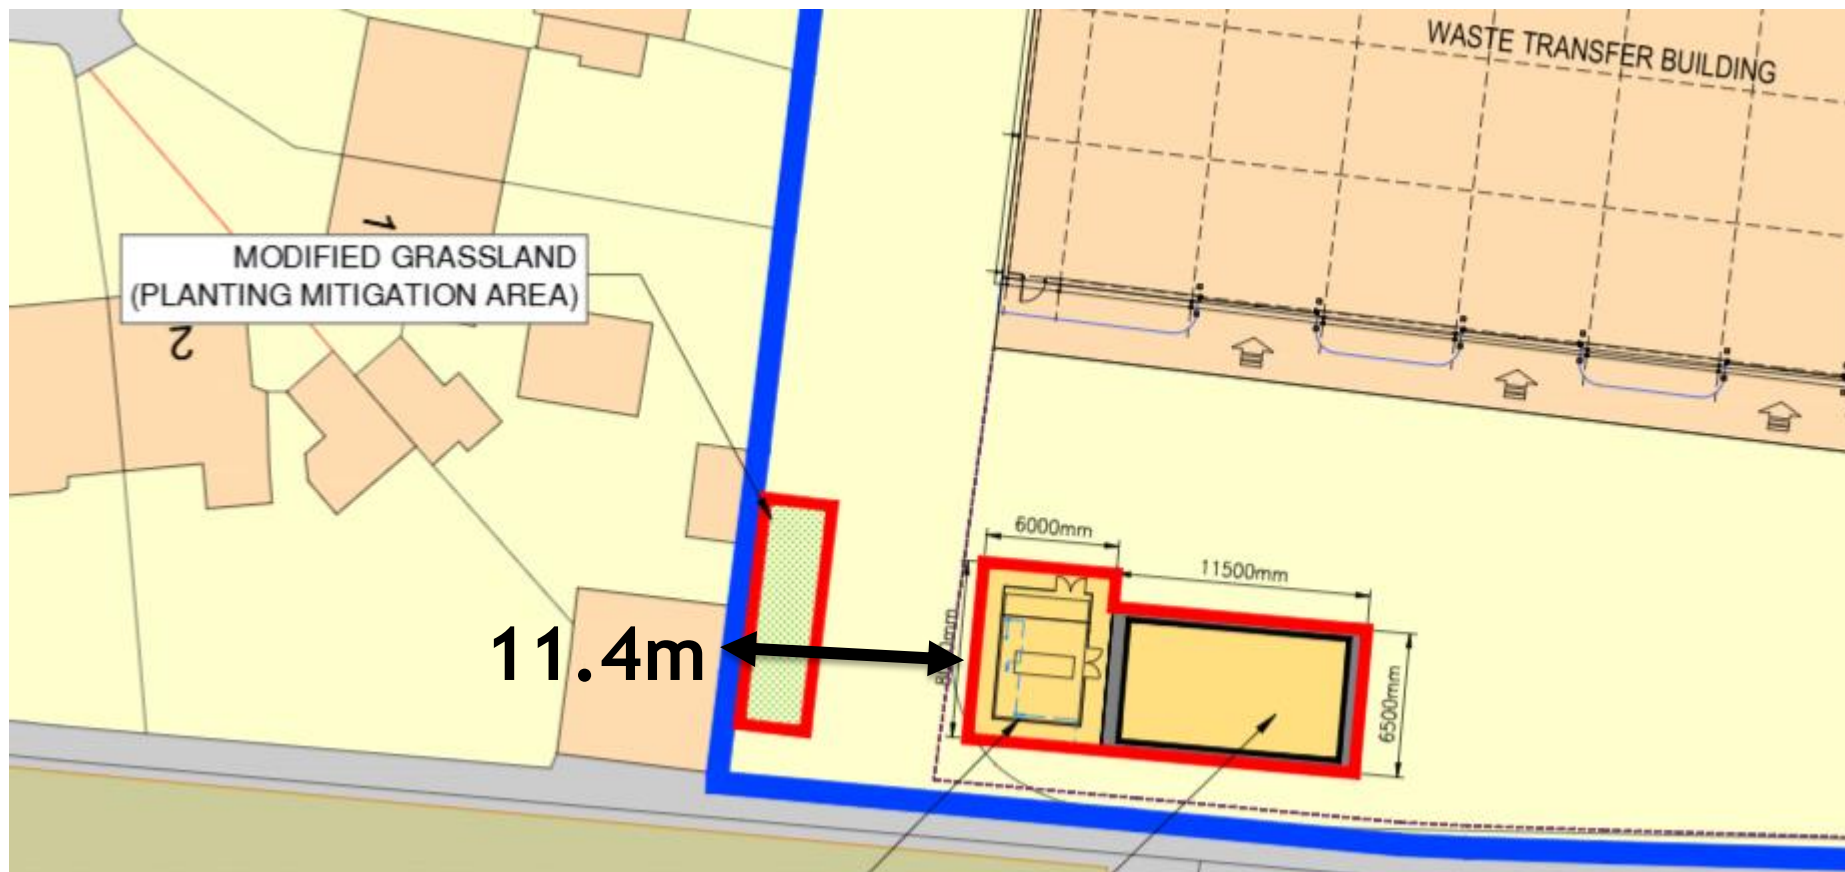 WASTE TRANSFER BUILDING
1
MODIFIED GRASSLAND
(PLANTING MITIGATION AREA)
2
6000mm
11500mm
11.4m
6500mm